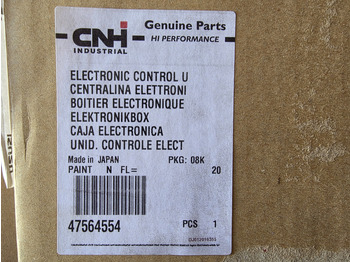 CNH
INDUSTRIAL
Genuine Parts
HI PERFORMANCE
ELECTRONIC CONTROL U
CENTRALINA ELETTRONI
BOITIER ELECTRONIQUE
ELEKTRONIKBOX
CAJA ELECTRONICA
UNID. CONTROLE ELECT
Made in JAPAN PKG: 08K
PAINT N FL= 20
47564554 PCS 1